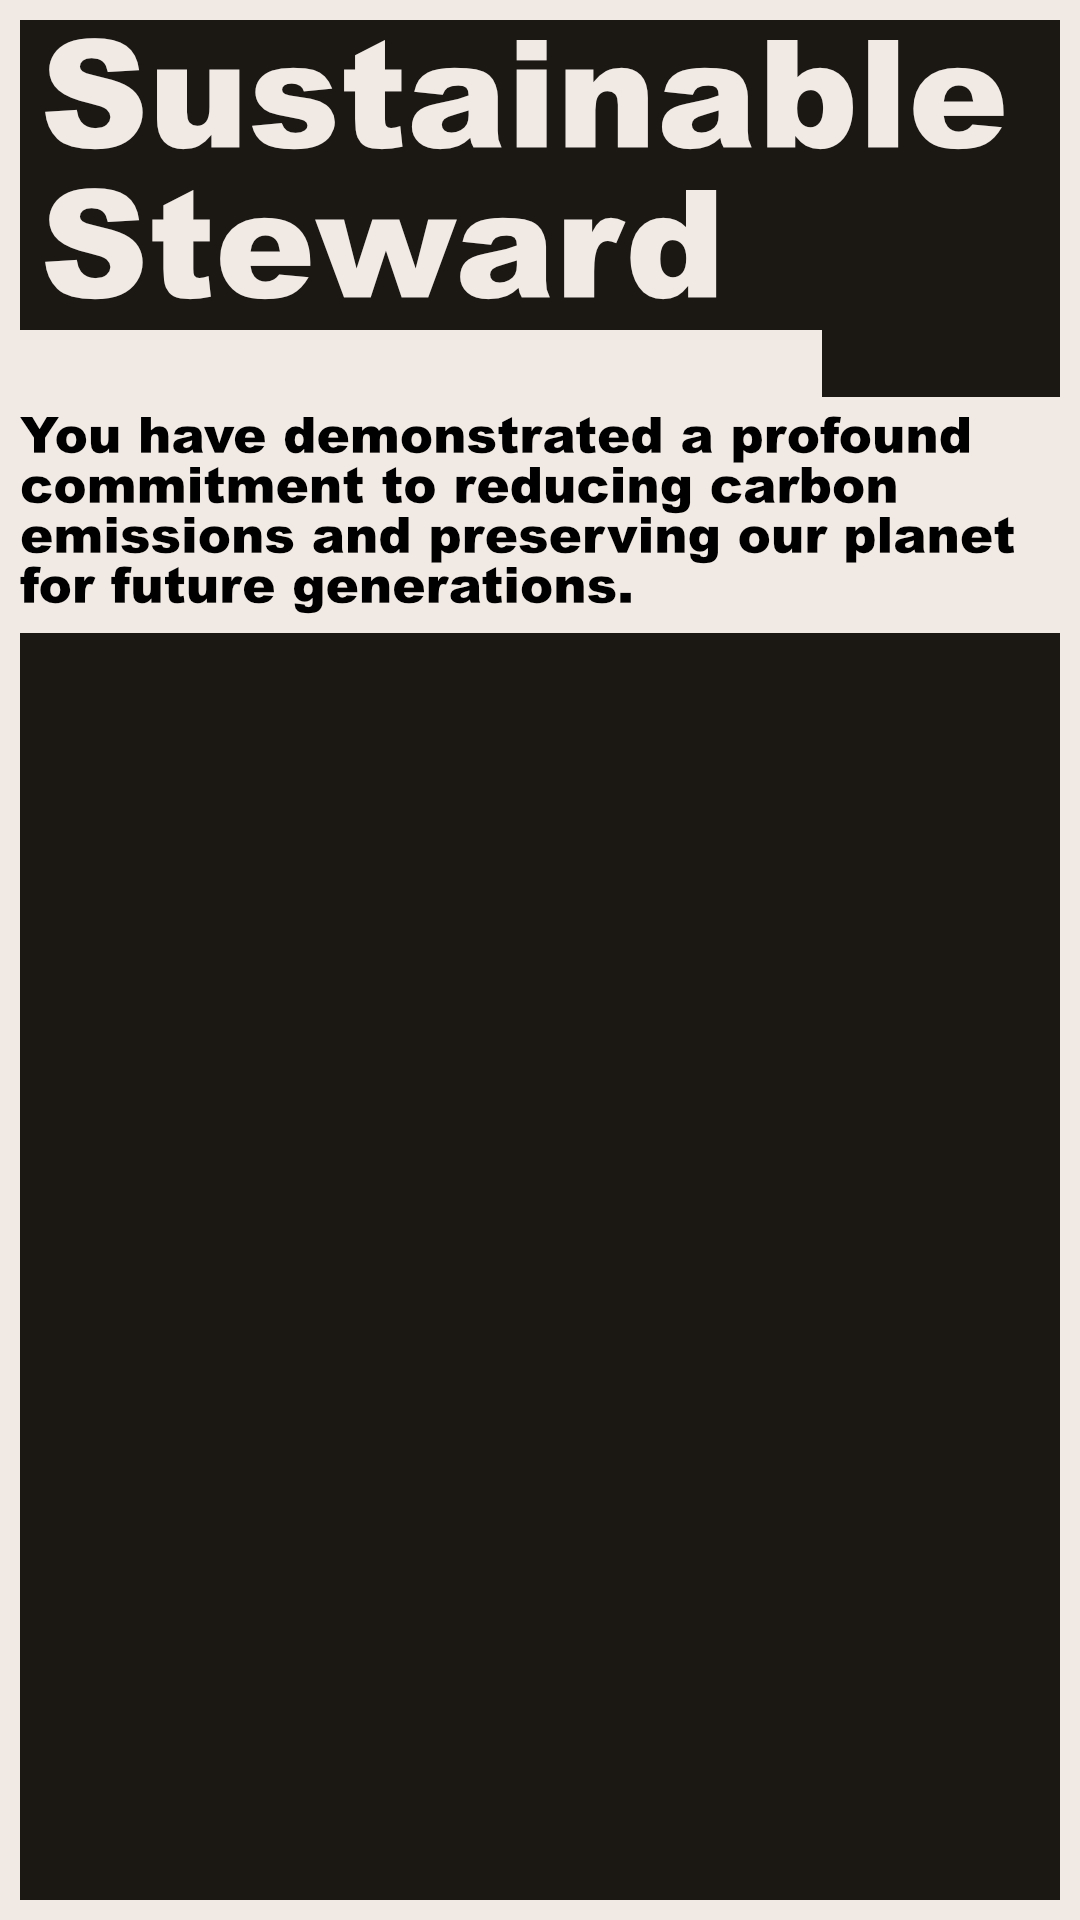 Sustainable
Steward
You have demonstrated a profound
commitment to reducing carbon
emissions and preserving our planet
for future generations.